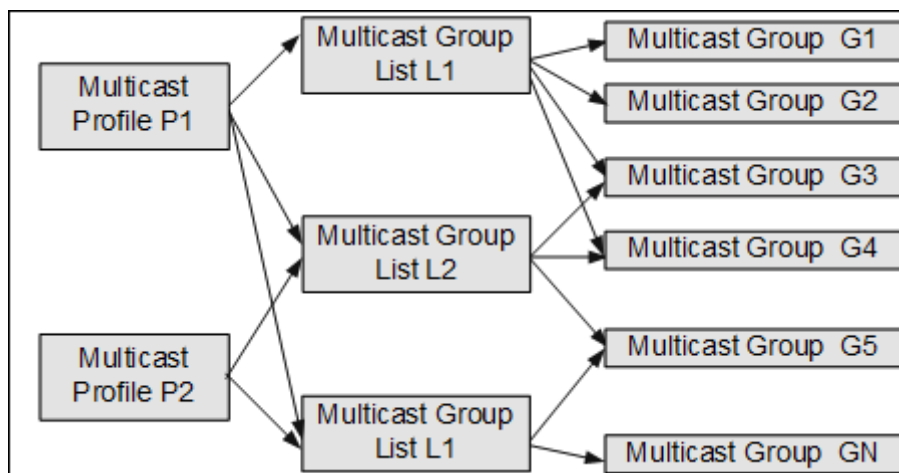 Multicast
Profile P1
Multicast
Profile P2
Multicast Group
List L1
Multicast Group
List L2
Multicast Group
List L1
Multicast Group G1
Multicast Group G2
Multicast Group G3
Multicast Group G4
Multicast Group G5
Multicast Group GN